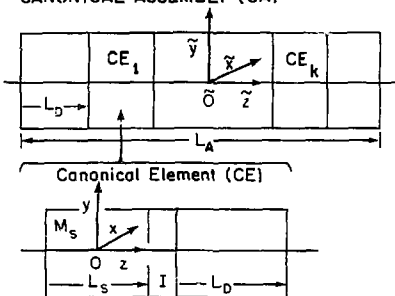 CANONICAL ASSEMBLY (CA)
CE₁
ỹ
x̃
CEₖ
L_D
Õ
z̃
L_A
Canonical Element (CE)
y
M_S
x
O
z
L_S
I
L_D